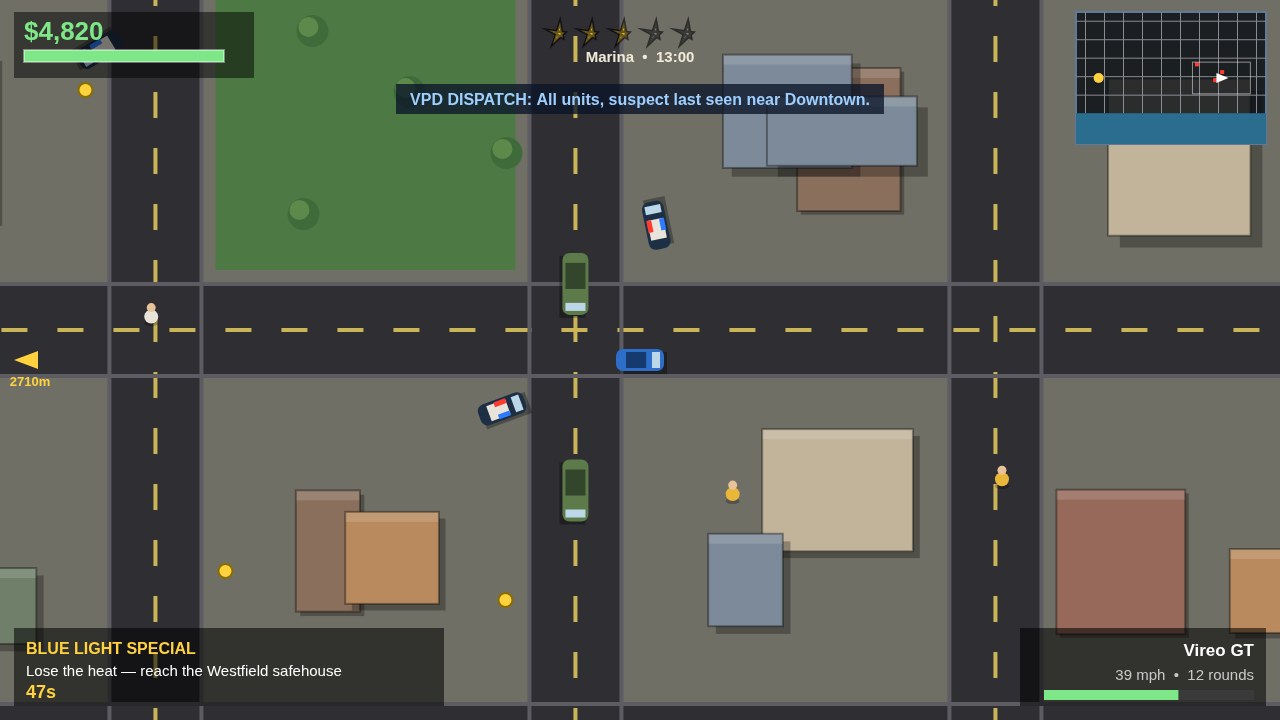 $4,820
Marina • 13:00
VPD DISPATCH: All units, suspect last seen near Downtown.
2710m
BLUE LIGHT SPECIAL
Lose the heat — reach the Westfield safehouse
47s
Vireo GT
39 mph • 12 rounds